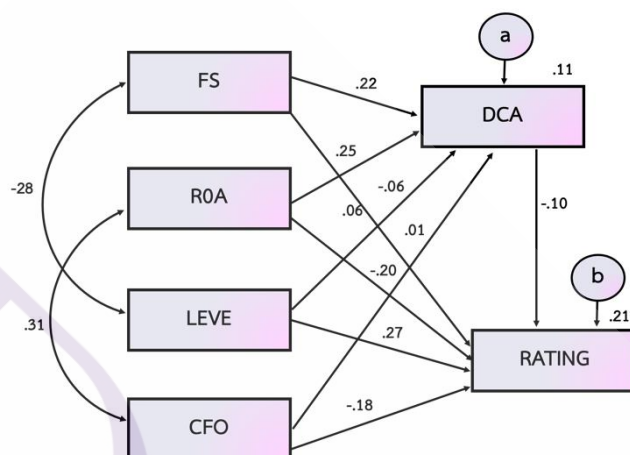 a
.11
FS
.22
DCA
.25
-28
-.06
R0A
.06
.01
-.10
-.20
b
.31
LEVE
.27
.21
RATING
-.18
CFO